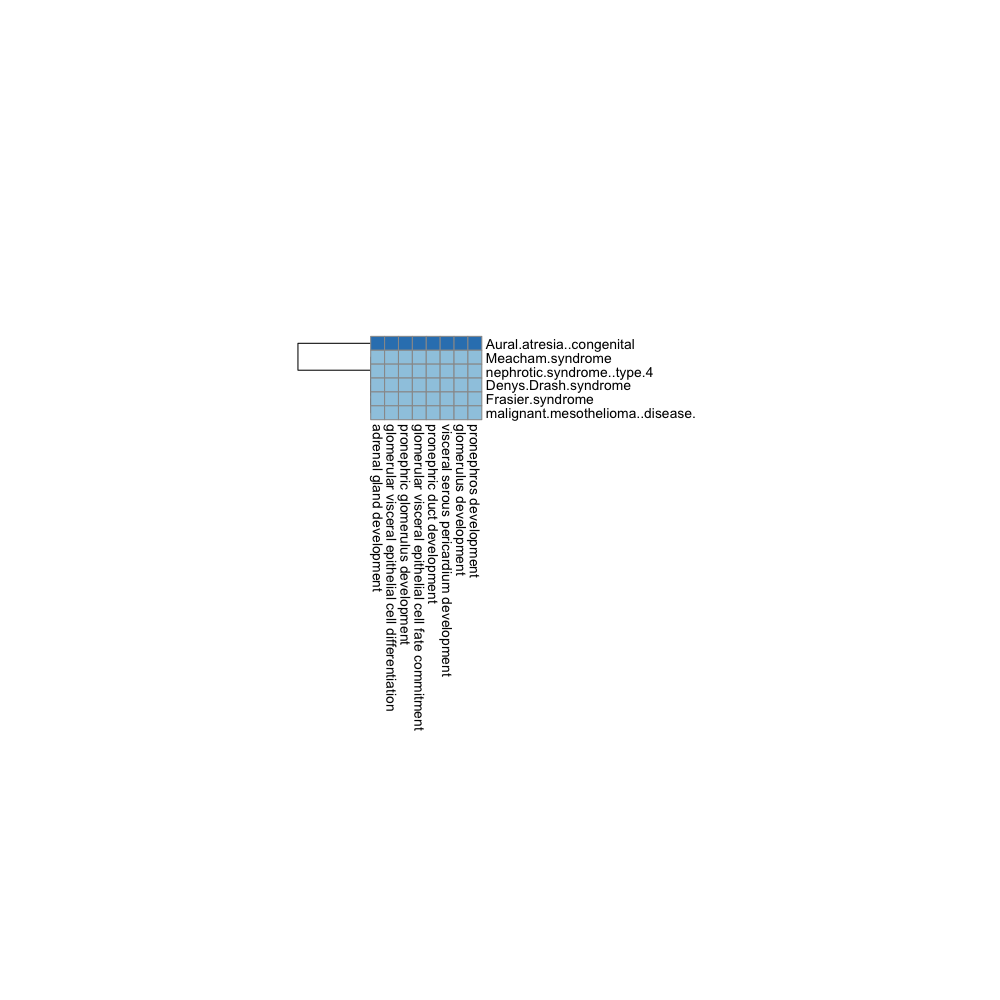 Aural.atresia..congenital
Meacham.syndrome
nephrotic.syndrome..type.4
Denys.Drash.syndrome
Frasier.syndrome
malignant.mesothelioma..disease.
adrenal gland development
glomerular visceral epithelial cell differentiation
pronephric glomerulus development
glomerular visceral epithelial cell fate commitment
pronephric duct development
visceral serous pericardium development
glomerulus development
pronephros development